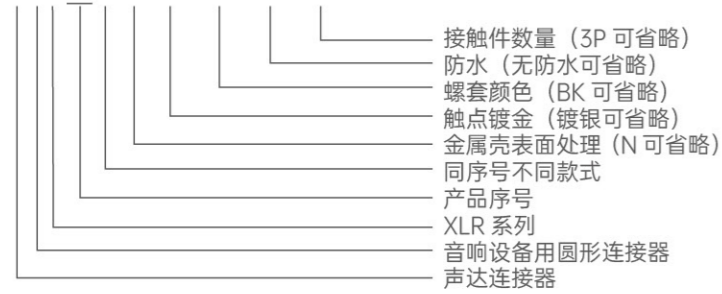 接触件数量（3P 可省略）
防水（无防水可省略）
螺套颜色（BK 可省略）
触点镀金（镀银可省略）
金属壳表面处理（N 可省略）
同序号不同款式
产品序号
XLR 系列
音响设备用圆形连接器
声达连接器